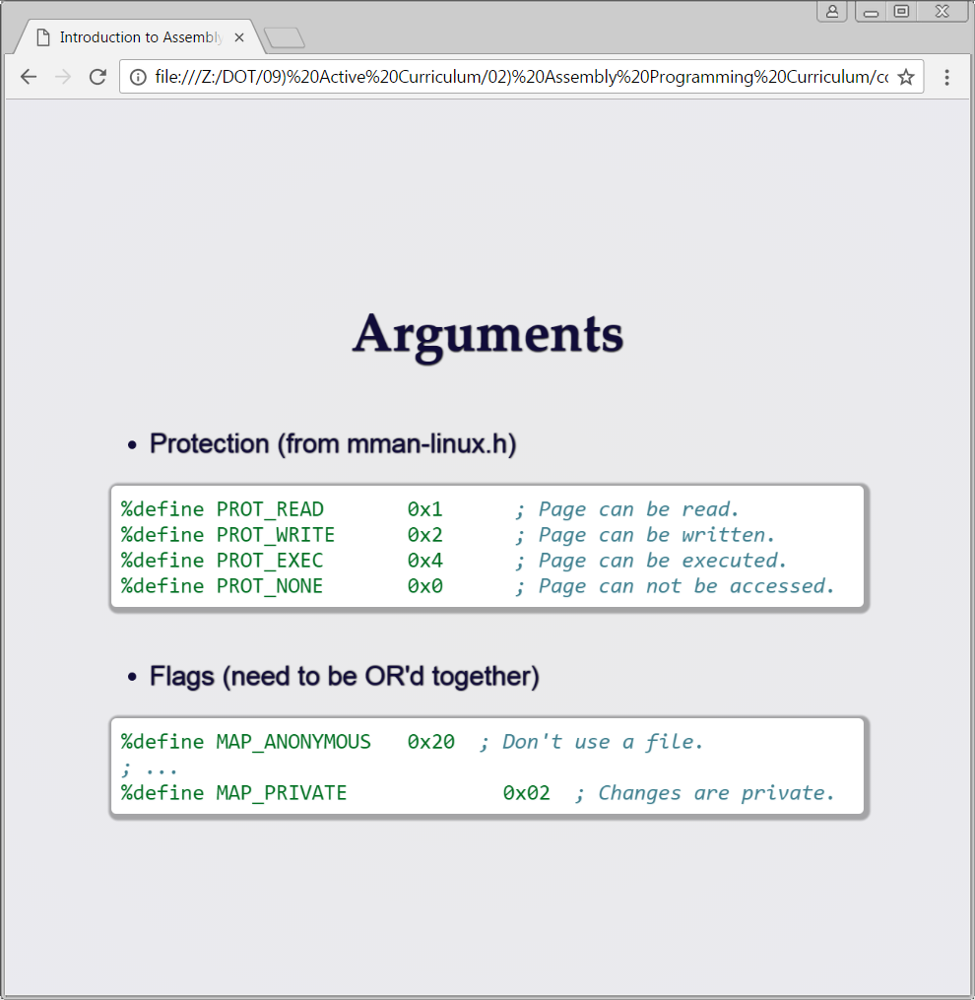 Introduction to Assembly
file:///Z:/DOT/09)%20Active%20Curriculum/02)%20Assembly%20Programming%20Curriculum/cc
Arguments
• Protection (from mman-linux.h)
%define PROT_READ       0x1      ; Page can be read.
%define PROT_WRITE      0x2      ; Page can be written.
%define PROT_EXEC       0x4      ; Page can be executed.
%define PROT_NONE       0x0      ; Page can not be accessed.
• Flags (need to be OR'd together)
%define MAP_ANONYMOUS   0x20  ; Don't use a file.
; ...
%define MAP_PRIVATE             0x02  ; Changes are private.